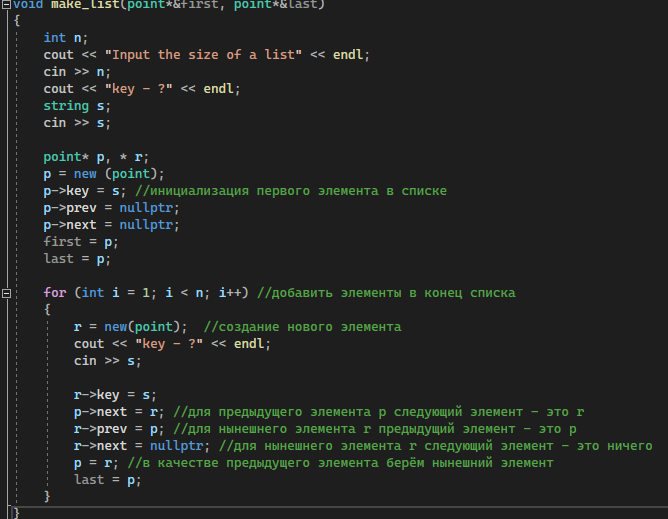 void make_list(point*&first, point*&last)
{
int n;
cout << "Input the size of a list" << endl;
cin >> n;
cout << "key - ?" << endl;
string s;
cin >> s;
point* p, * r;
p = new (point);
p->key = s; //инициализация первого элемента в списке
p->prev = nullptr;
p->next = nullptr;
first = p;
last = p;
for (int i = 1; i < n; i++) //добавить элементы в конец списка
{
r = new(point); //создание нового элемента
cout << "key - ?" << endl;
cin >> s;
r->key = s;
p->next = r; //для предыдущего элемента p следующий элемент - это r
r->prev = p; //для нынешнего элемента r предыдущий элемент - это p
r->next = nullptr; //для нынешнего элемента r следующий элемент - это ничего
p = r; //в качестве предыдущего элемента берём нынешний элемент
last = p;
}
}